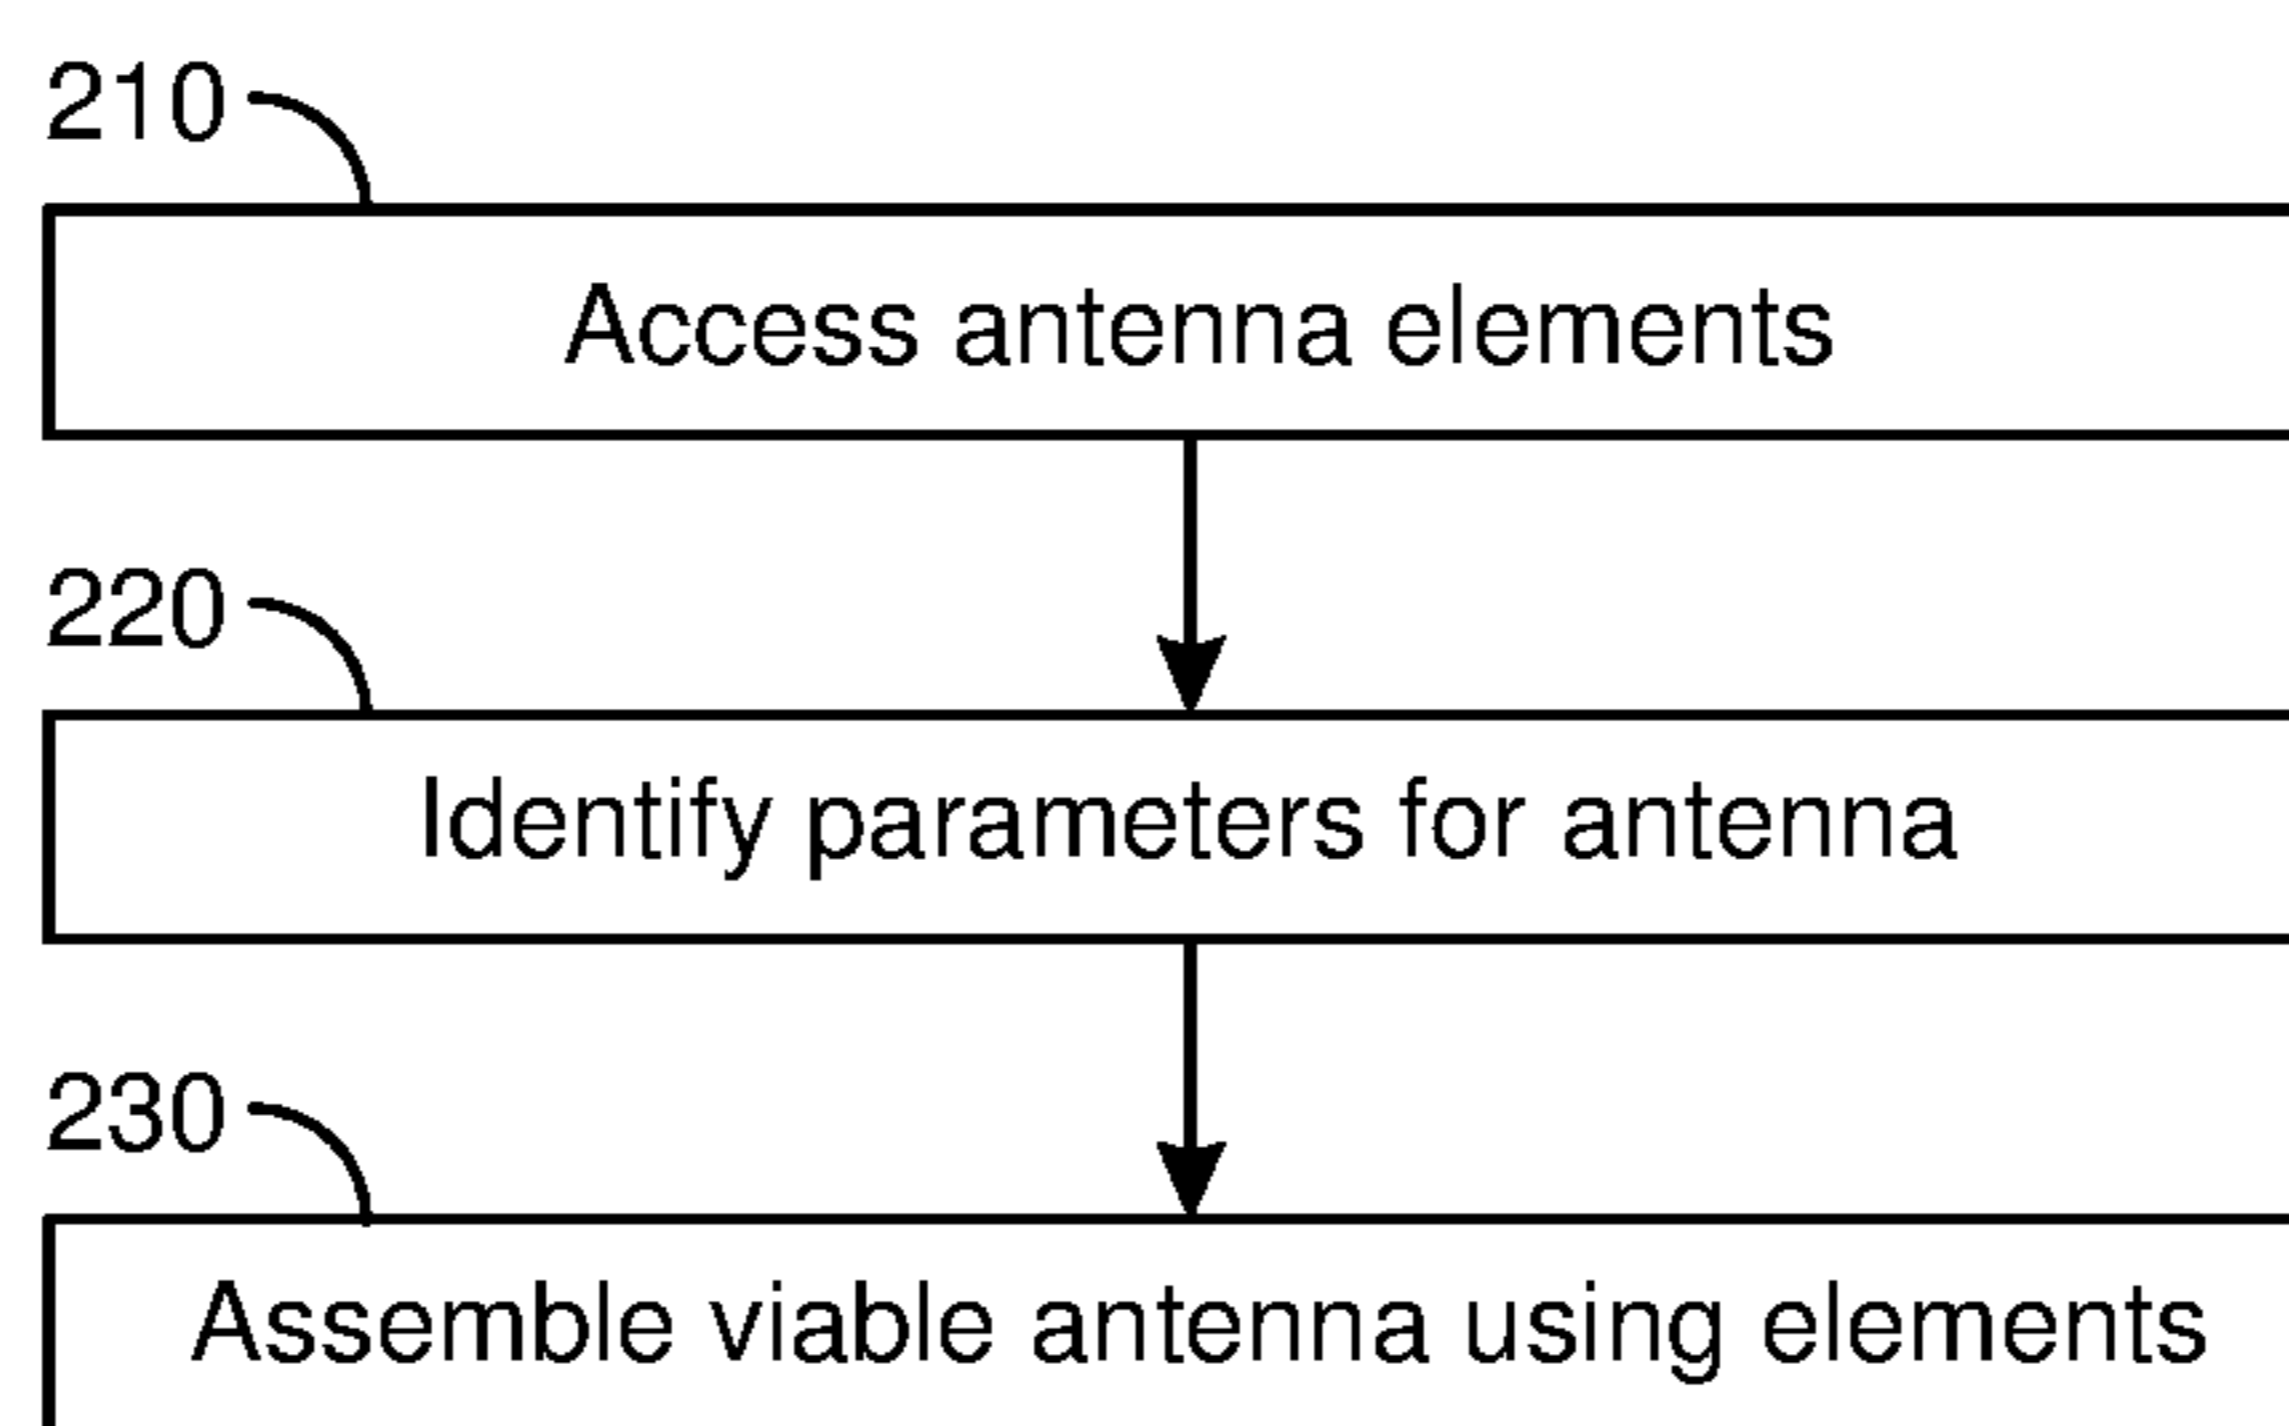 210
Access antenna elements
220
Identify parameters for antenna
230
Assemble viable antenna using elements